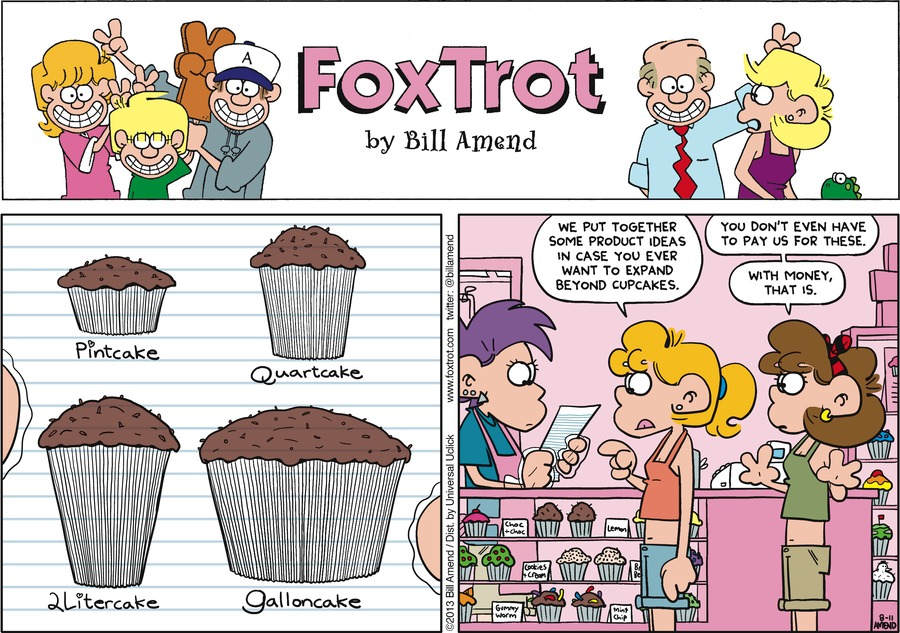 A
FOXTROT
by Bill Amend
Pintcake
Quartcake
2Litercake
galloncake
©2013 Bill Amend / Dist. by Universal Uclick www.foxtrot.com twitter: @billamend
WE PUT TOGETHER
SOME PRODUCT IDEAS
IN CASE YOU EVER
WANT TO EXPAND
BEYOND CUPCAKES.
YOU DON'T EVEN HAVE
TO PAY US FOR THESE.
WITH MONEY,
THAT IS.
Choc
+ choc
Lemon
Cookies
+ Cream
Gummy
Worm
Mint
Chip
8-11
AMEND